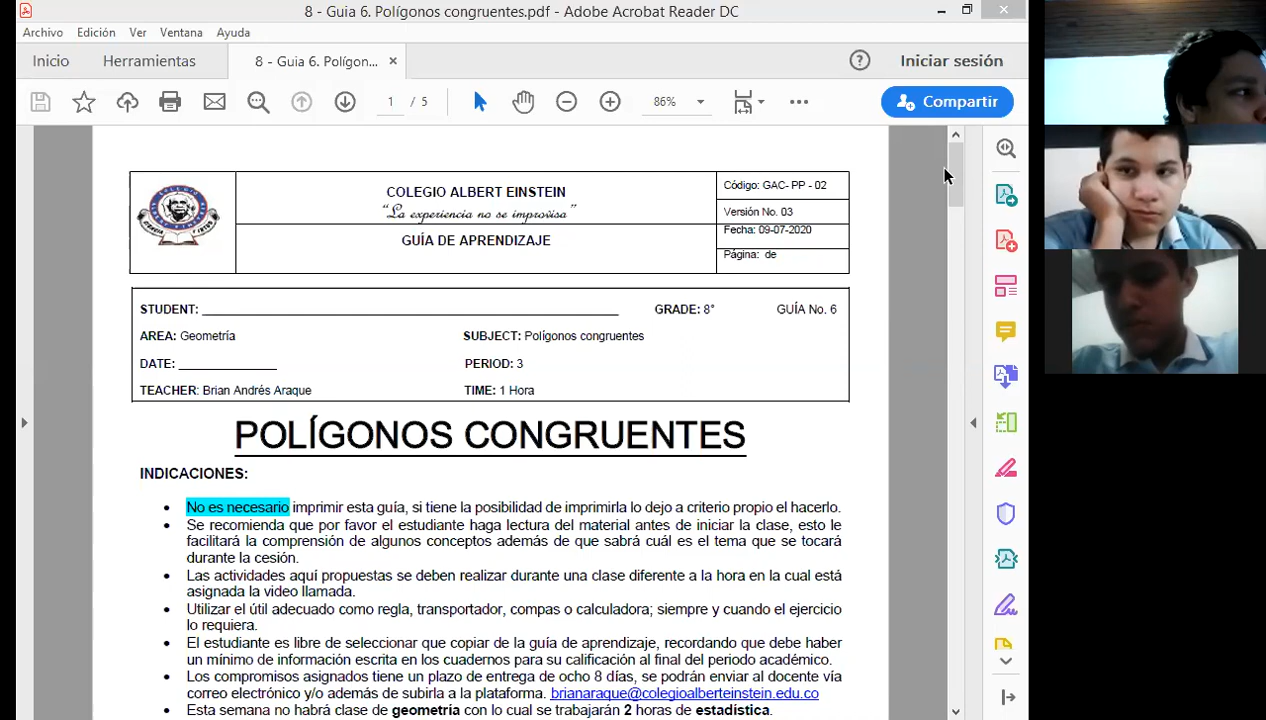 8 - Guia 6. Polígonos congruentes.pdf - Adobe Acrobat Reader DC
Archivo Edición Ver Ventana Ayuda
Inicio Herramientas 8 - Guia 6. Polígon... × Iniciar sesión
1 / 5 86% Compartir
COLEGIO ALBERT EINSTEIN
"La experiencia no se improvisa"
GUÍA DE APRENDIZAJE
Código: GAC- PP - 02
Versión No. 03
Fecha: 09-07-2020
Página: de
STUDENT: GRADE: 8° GUÍA No. 6
AREA: Geometría SUBJECT: Polígonos congruentes
DATE: PERIOD: 3
TEACHER: Brian Andrés Araque TIME: 1 Hora
POLÍGONOS CONGRUENTES
INDICACIONES:
• No es necesario imprimir esta guía, si tiene la posibilidad de imprimirla lo dejo a criterio propio el hacerlo.
• Se recomienda que por favor el estudiante haga lectura del material antes de iniciar la clase, esto le
facilitará la comprensión de algunos conceptos además de que sabrá cuál es el tema que se tocará
durante la cesión.
• Las actividades aquí propuestas se deben realizar durante una clase diferente a la hora en la cual está
asignada la video llamada.
• Utilizar el útil adecuado como regla, transportador, compas o calculadora; siempre y cuando el ejercicio
lo requiera.
• El estudiante es libre de seleccionar que copiar de la guía de aprendizaje, recordando que debe haber
un mínimo de información escrita en los cuadernos para su calificación al final del periodo académico.
• Los compromisos asignados tiene un plazo de entrega de ocho 8 días, se podrán enviar al docente vía
correo electrónico y/o además de subirla a la plataforma. brianaraque@colegioalberteinstein.edu.co
• Esta semana no habrá clase de geometría con lo cual se trabajarán 2 horas de estadística.